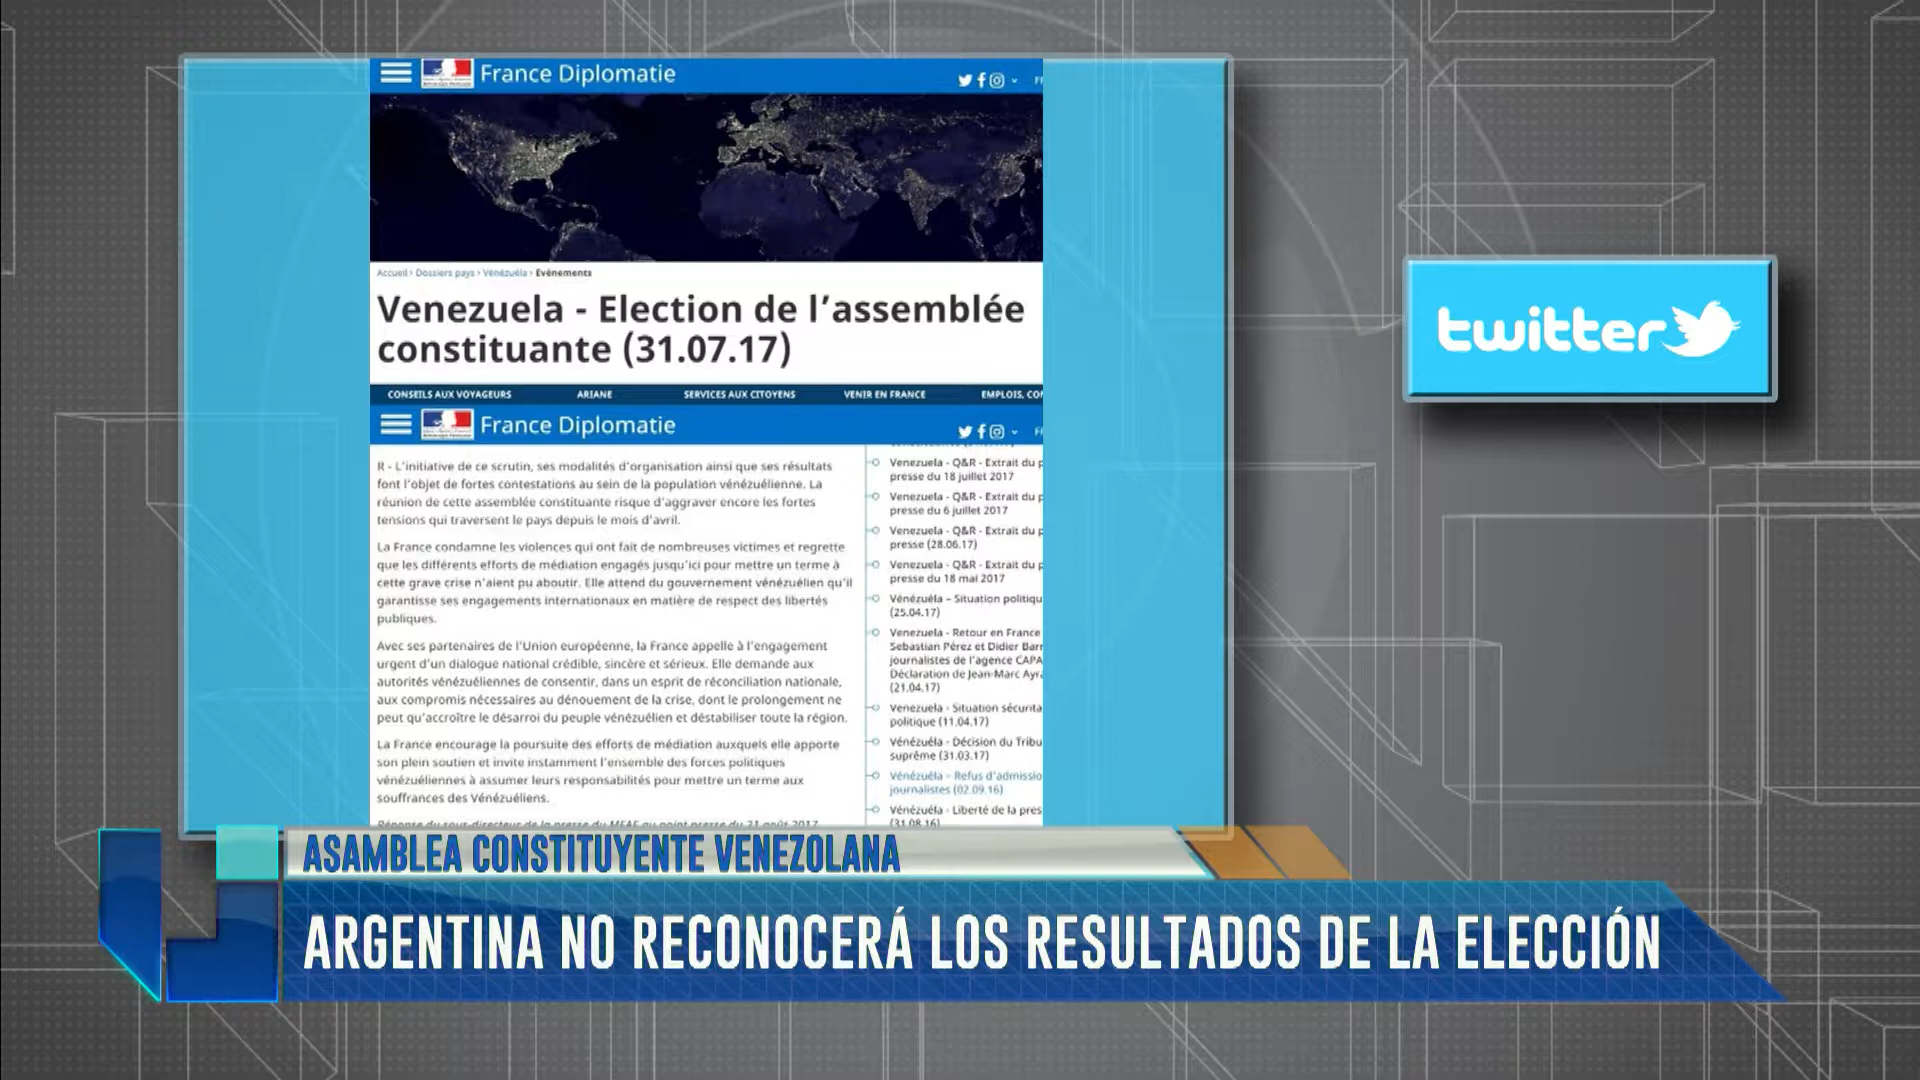 France Diplomatie
Accueil › Dossiers pays › Vénézuéla › Evénements
Venezuela - Election de l'assemblée
constituante (31.07.17)
CONSEILS AUX VOYAGEURS ARIANE SERVICES AUX CITOYENS VENIR EN FRANCE EMPLOIS,
France Diplomatie
R - L'initiative de ce scrutin, ses modalités d'organisation ainsi que ses résultats
font l'objet de fortes contestations au sein de la population vénézuélienne. La
réunion de cette assemblée constituante risque d'aggraver encore les fortes
tensions qui traversent le pays depuis le mois d'avril.
La France condamne les violences qui ont fait de nombreuses victimes et regrette
que les différents efforts de médiation engagés jusqu'ici pour mettre un terme à
cette grave crise n'aient pu aboutir. Elle attend du gouvernement vénézuélien qu'il
garantisse ses engagements internationaux en matière de respect des libertés
publiques.
Avec ses partenaires de l'Union européenne, la France appelle à l'engagement
urgent d'un dialogue national crédible, sincère et sérieux. Elle demande aux
autorités vénézuéliennes de consentir, dans un esprit de réconciliation nationale,
aux compromis nécessaires au dénouement de la crise, dont le prolongement ne
peut qu'accroître le désarroi du peuple vénézuélien et déstabiliser toute la région.
La France encourage la poursuite des efforts de médiation auxquels elle apporte
son plein soutien et invite instamment l'ensemble des forces politiques
vénézuéliennes à assumer leurs responsabilités pour mettre un terme aux
souffrances des Vénézuéliens.
Venezuela - Q&R - Extrait du p
presse du 18 juillet 2017
Venezuela - Q&R - Extrait du p
presse du 6 juillet 2017
Venezuela - Q&R - Extrait du p
presse (28.06.17)
Venezuela - Q&R - Extrait du p
presse du 18 mai 2017
Vénézuéla – Situation politiqu
(25.04.17)
Venezuela - Retour en France
Sebastian Pérez et Didier Barr
journalistes de l'agence CAPA
Déclaration de Jean-Marc Ayr
(21.04.17)
Venezuela - Situation sécurita
politique (11.04.17)
Vénézuéla - Décision du Tribu
suprême (31.03.17)
Vénézuéla - Refus d'admissio
journalistes (02.09.16)
Vénézuéla - Liberté de la pres
(31.08.16)
twitter
ASAMBLEA CONSTITUYENTE VENEZOLANA
ARGENTINA NO RECONOCERÁ LOS RESULTADOS DE LA ELECCIÓN